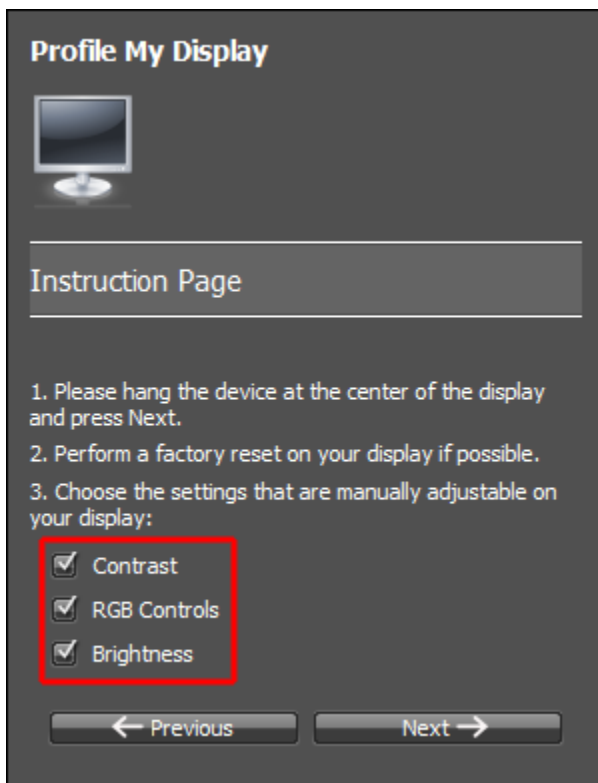 Profile My Display
Instruction Page
1. Please hang the device at the center of the display
and press Next.
2. Perform a factory reset on your display if possible.
3. Choose the settings that are manually adjustable on
your display:
Contrast
RGB Controls
Brightness
Previous
Next